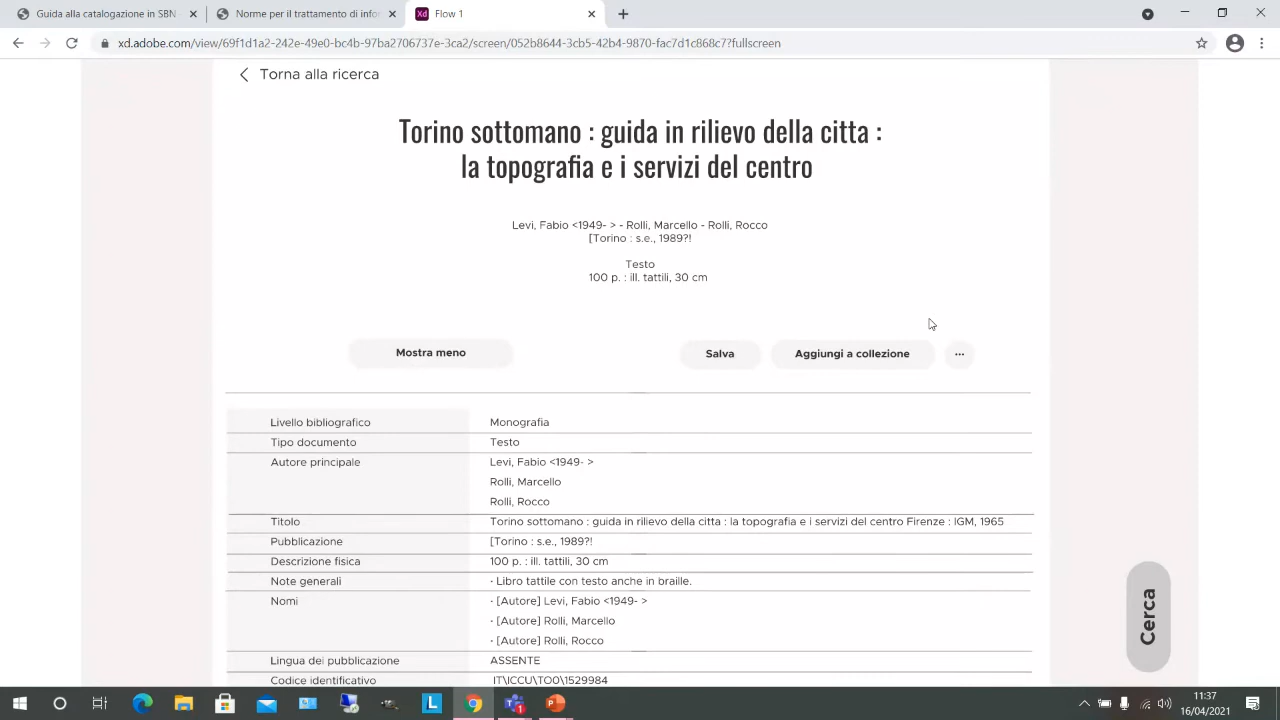 Guida alla catalogazione in SBN
Norme per il trattamento di info
Xd Flow 1
xd.adobe.com/view/69f1d1a2-242e-49e0-bc4b-97ba2706737e-3ca2/screen/052b8644-3cb5-42b4-9870-fac7d1c868c7?fullscreen
Torna alla ricerca
Torino sottomano : guida in rilievo della citta :
la topografia e i servizi del centro
Levi, Fabio <1949- > - Rolli, Marcello - Rolli, Rocco
[Torino : s.e., 1989?!
Testo
100 p. : ill. tattili, 30 cm
Mostra meno
Salva
Aggiungi a collezione
...
Livello bibliografico Monografia
Tipo documento Testo
Autore principale Levi, Fabio <1949- >
Rolli, Marcello
Rolli, Rocco
Titolo Torino sottomano : guida in rilievo della citta : la topografia e i servizi del centro Firenze : IGM, 1965
Pubblicazione [Torino : s.e., 1989?!
Descrizione fisica 100 p. : ill. tattili, 30 cm
Note generali · Libro tattile con testo anche in braille.
Nomi · [Autore] Levi, Fabio <1949- >
· [Autore] Rolli, Marcello
· [Autore] Rolli, Rocco
Lingua dei pubblicazione ASSENTE
Codice identificativo IT\ICCU\TO0\1529984
Cerca
11:37
16/04/2021